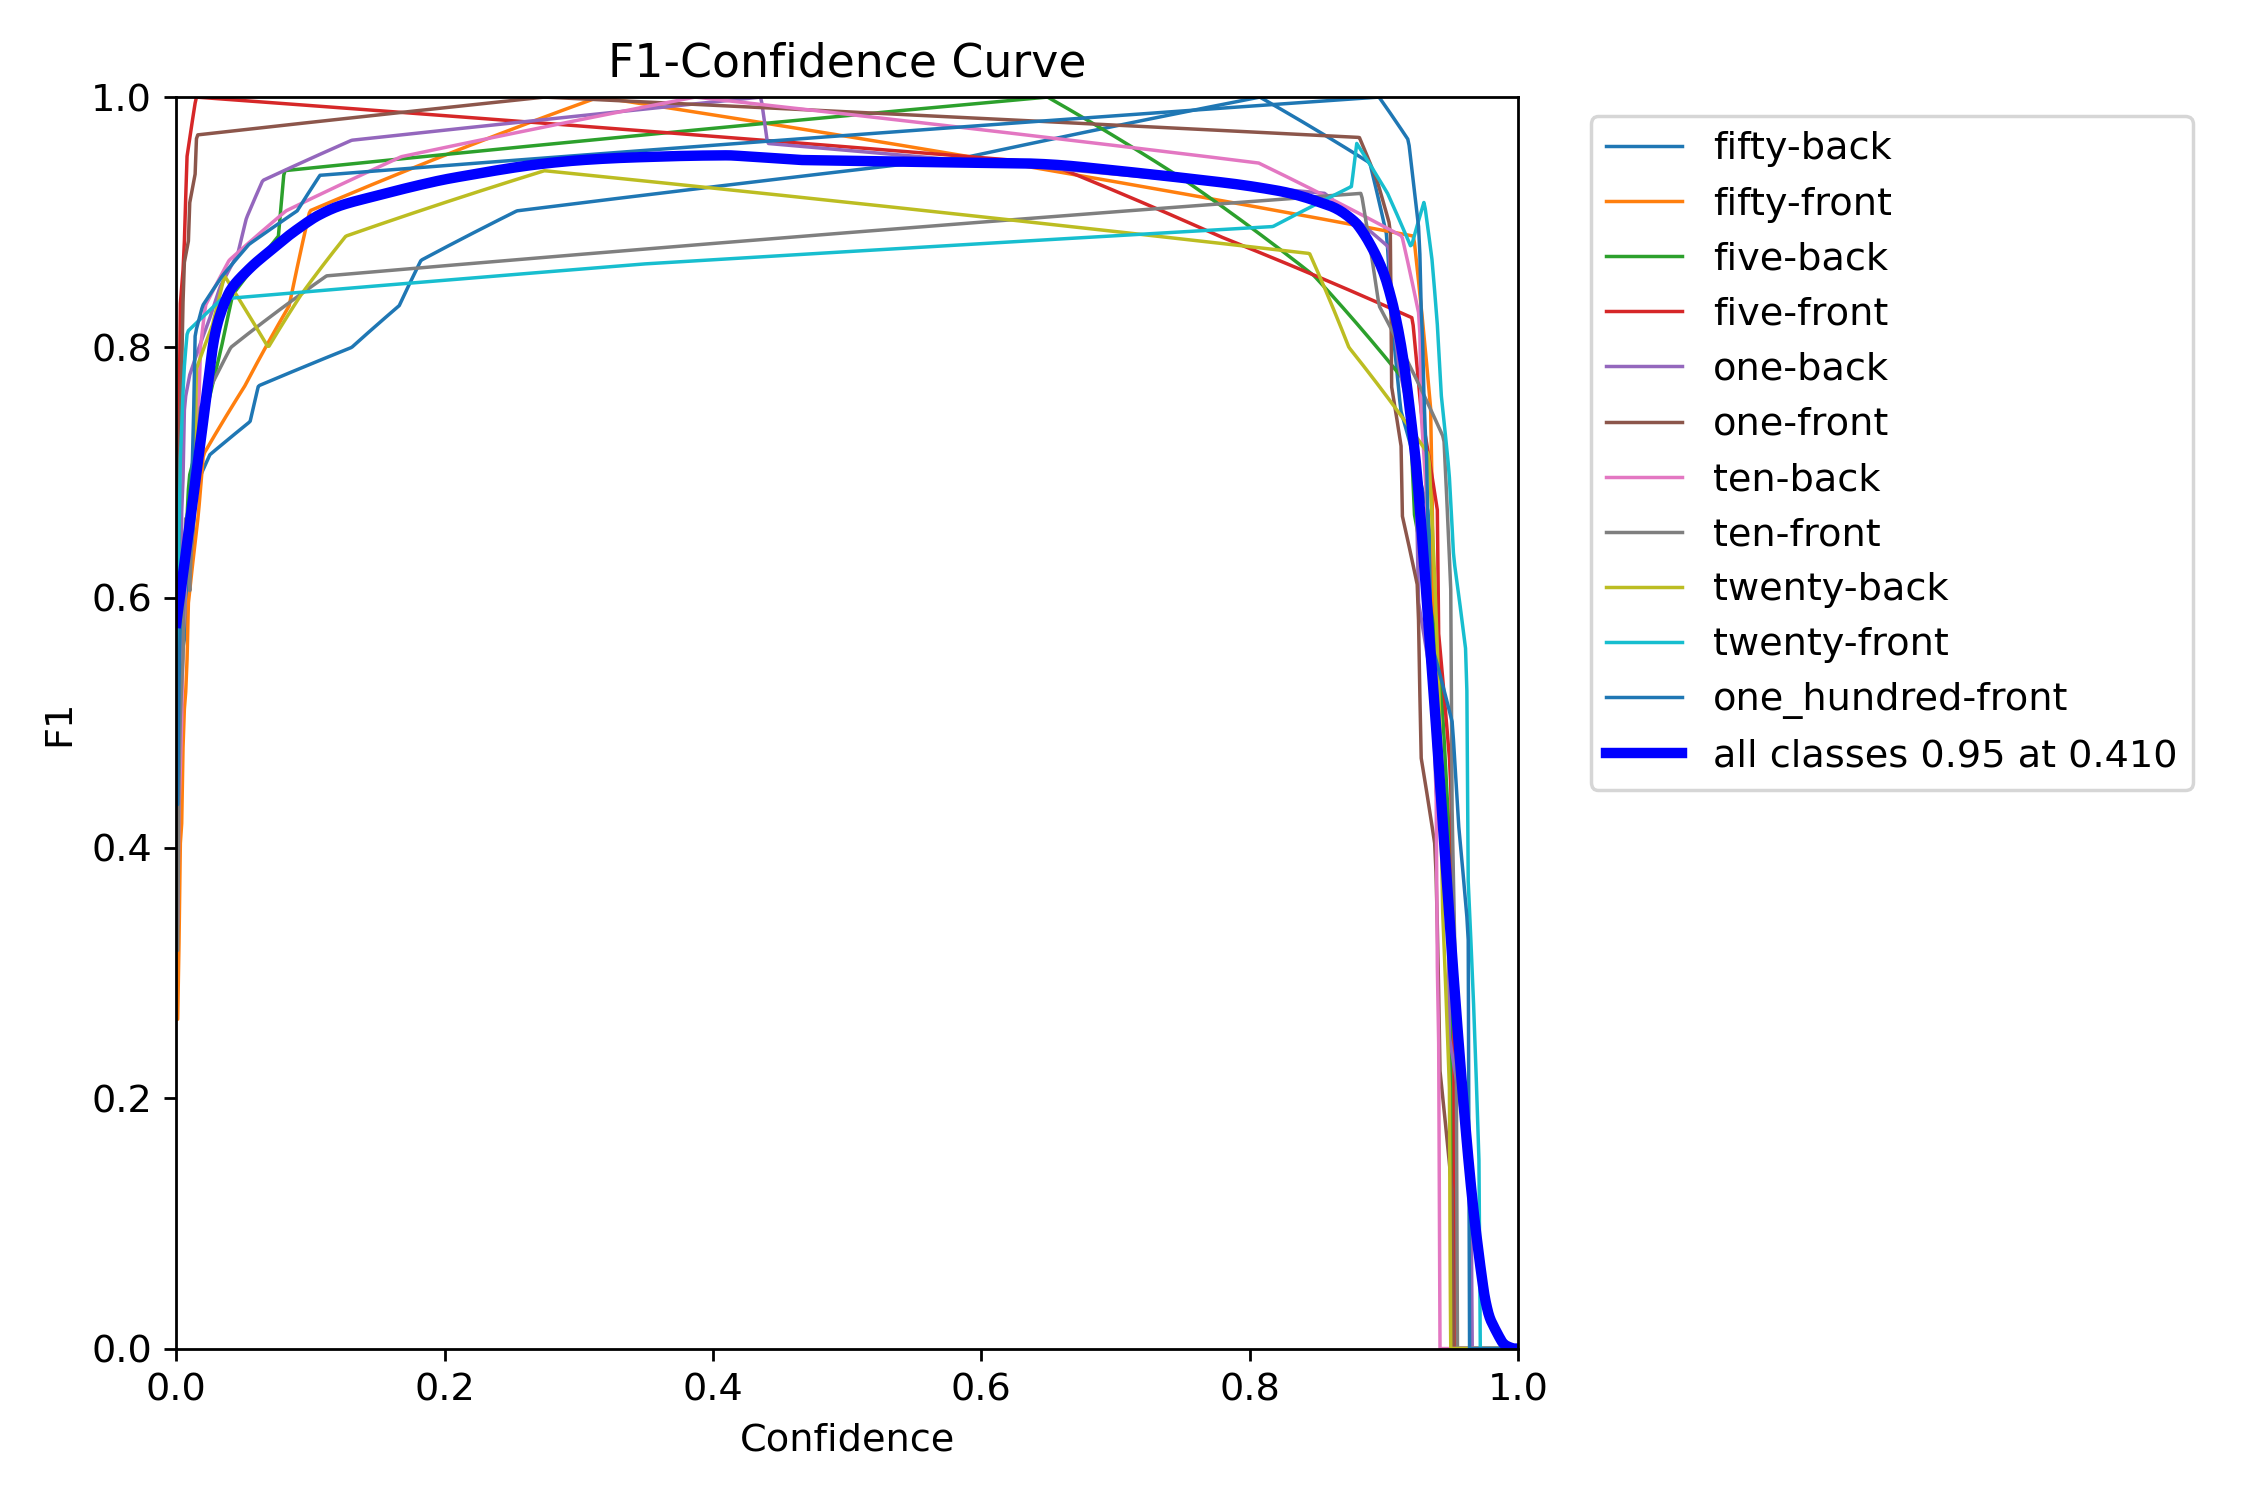 F1-Confidence Curve
1.0
0.8
0.6
0.4
0.2
0.0
F1
0.0 0.2 0.4 0.6 0.8 1.0
Confidence
fifty-back
fifty-front
five-back
five-front
one-back
one-front
ten-back
ten-front
twenty-back
twenty-front
one_hundred-front
all classes 0.95 at 0.410